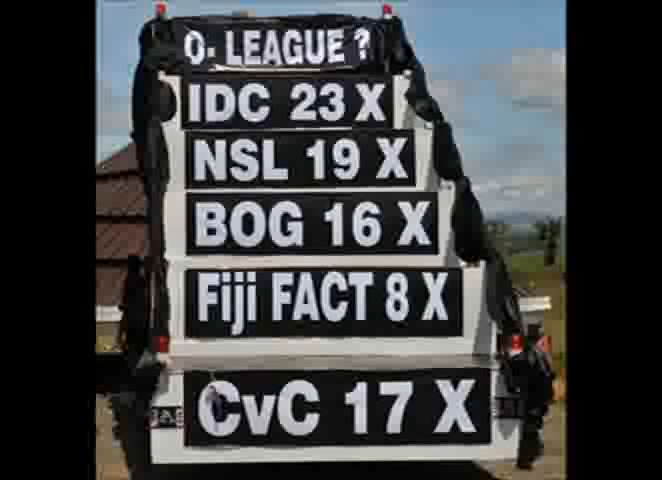 O- LEAGUE ?
IDC 23 X
NSL 19 X
BOG 16 X
Fiji FACT 8 X
CvC 17 X